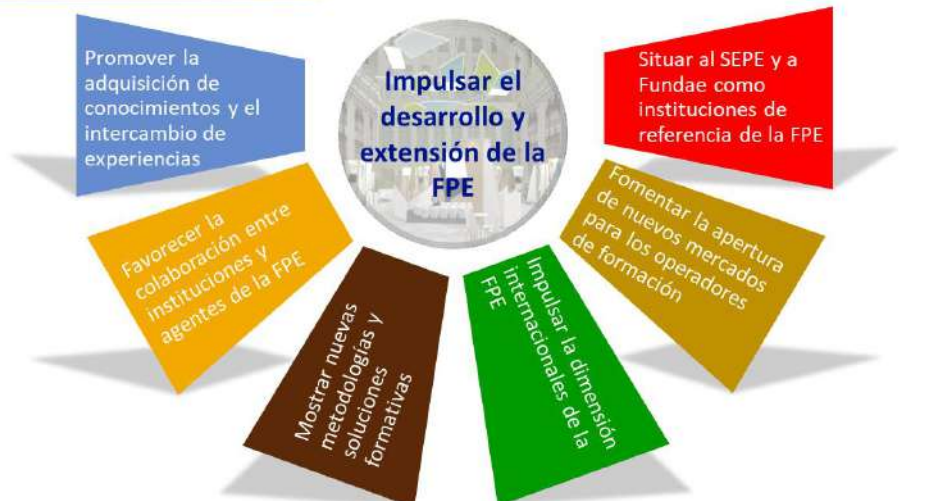 Promover la
adquisición de
conocimientos y el
intercambio de
experiencias
Impulsar el
desarrollo y
extensión de la
FPE
Situar al SEPE y a
Fundae como
instituciones de
referencia de la FPE
Favorecer la
colaboración entre
instituciones y
agentes de la FPE
Mostrar nuevas
metodologías y
soluciones
formativas
Impulsar la dimensión
internacionales de la
FPE
Fomentar la apertura
de nuevos mercados
para los operadores
de formación